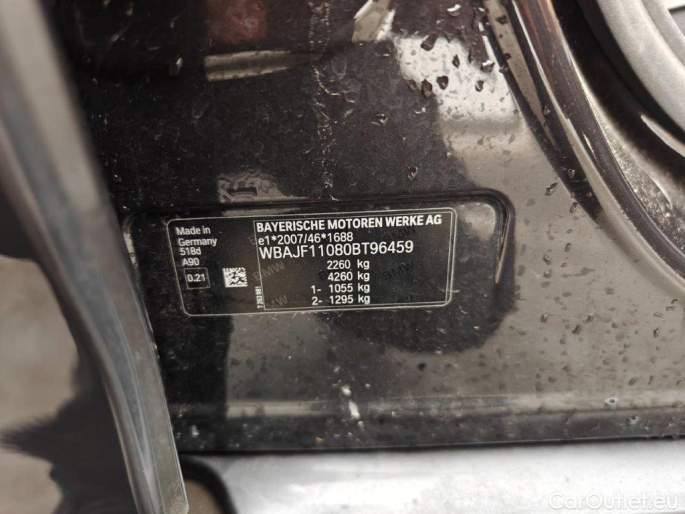 Made in
Germany
518d
A90
0.21
BAYERISCHE MOTOREN WERKE AG
e1*2007/46*1688
WBAJF11080BT96459
2260 kg
4260 kg
1- 1055 kg
2- 1295 kg
CarOutlet.eu